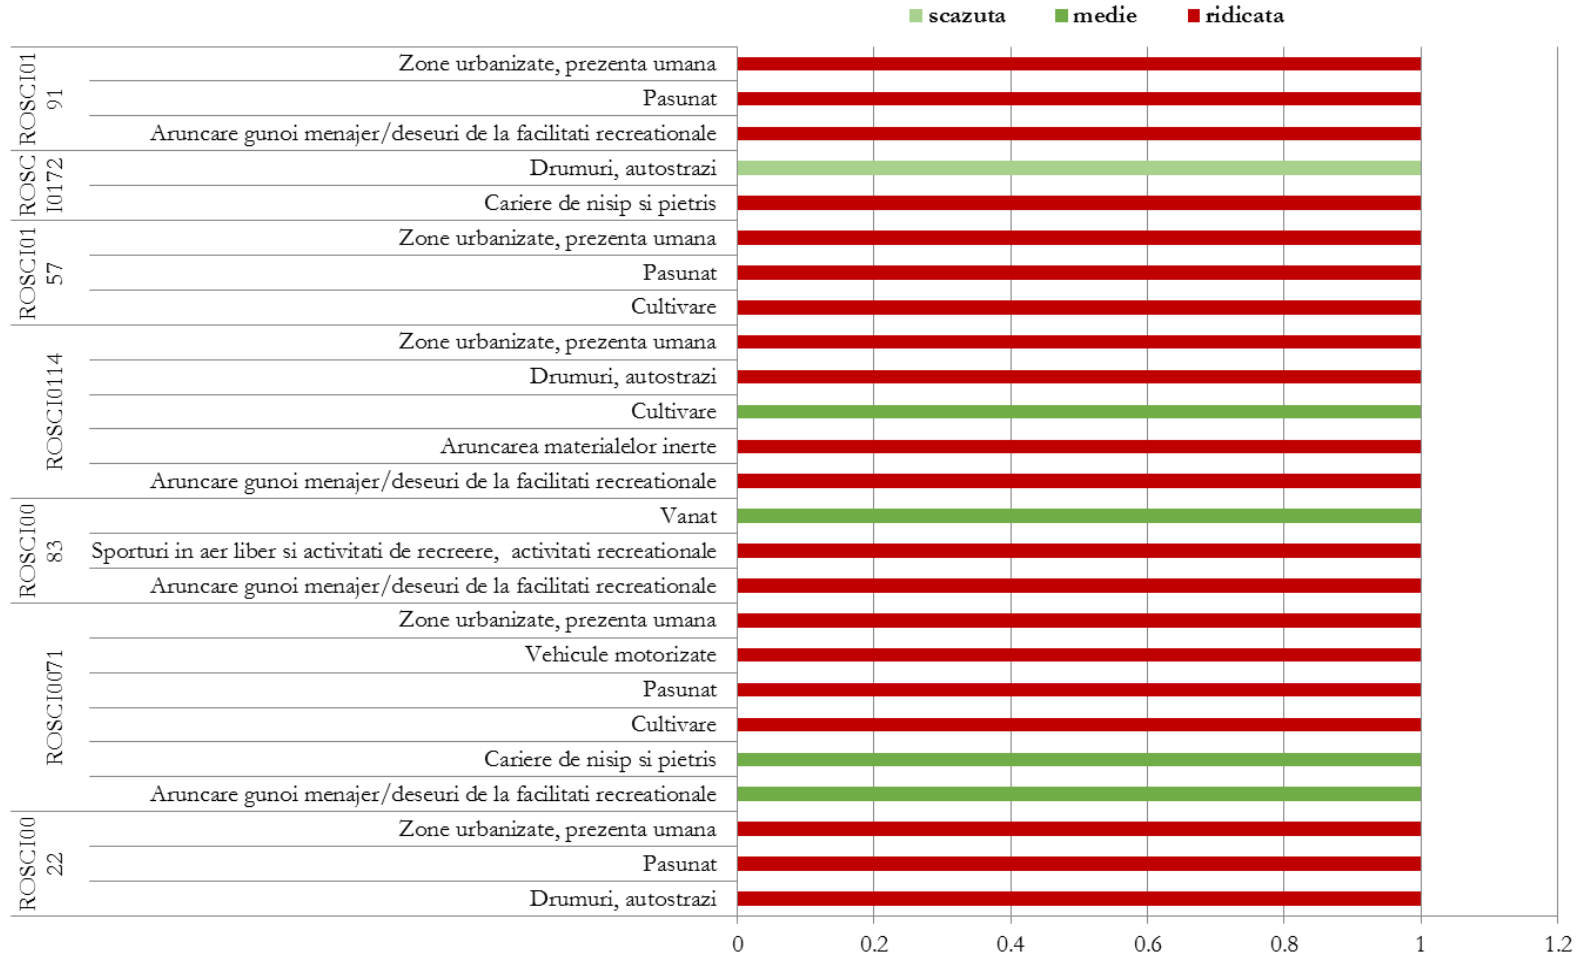 scazuta medie ridicata
ROSCI01
91
Zone urbanizate, prezenta umana
Pasunat
Aruncare gunoi menajer/deseuri de la facilitati recreationale
ROSC
I0172
Drumuri, autostrazi
Cariere de nisip si pietris
ROSCI01
57
Zone urbanizate, prezenta umana
Pasunat
Cultivare
ROSCI0114
Zone urbanizate, prezenta umana
Drumuri, autostrazi
Cultivare
Aruncarea materialelor inerte
Aruncare gunoi menajer/deseuri de la facilitati recreationale
ROSCI00
83
Vanat
Sporturi in aer liber si activitati de recreere, activitati recreationale
Aruncare gunoi menajer/deseuri de la facilitati recreationale
ROSCI0071
Zone urbanizate, prezenta umana
Vehicule motorizate
Pasunat
Cultivare
Cariere de nisip si pietris
Aruncare gunoi menajer/deseuri de la facilitati recreationale
ROSCI00
22
Zone urbanizate, prezenta umana
Pasunat
Drumuri, autostrazi
0 0.2 0.4 0.6 0.8 1 1.2